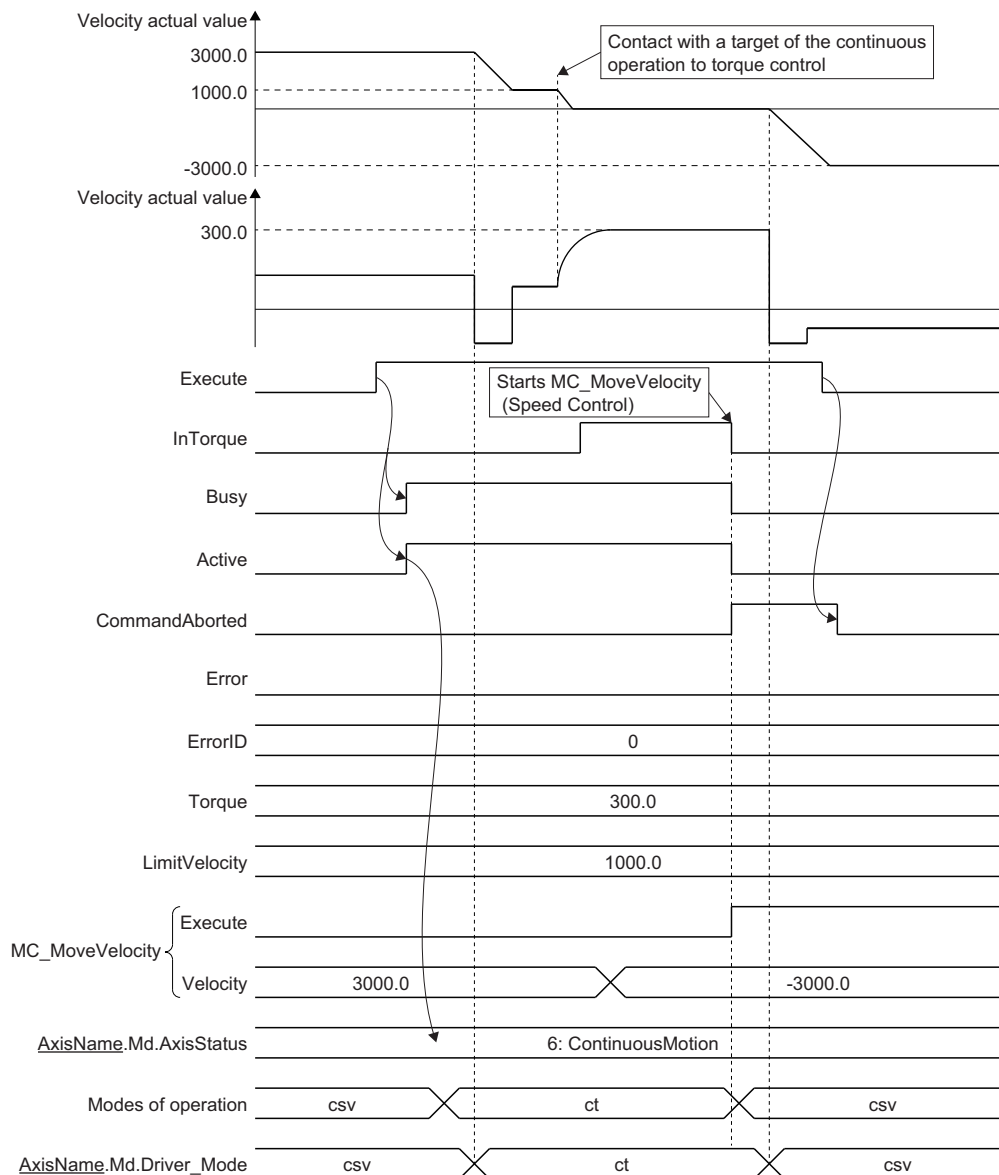 Velocity actual value
3000.0
Contact with a target of the continuous
operation to torque control
1000.0
-3000.0
Velocity actual value
300.0
Execute
Starts MC_MoveVelocity
(Speed Control)
InTorque
Busy
Active
CommandAborted
Error
ErrorID
0
Torque
300.0
LimitVelocity
1000.0
MC_MoveVelocity
Execute
Velocity
3000.0
-3000.0
AxisName.Md.AxisStatus
6: ContinuousMotion
Modes of operation
csv
ct
csv
AxisName.Md.Driver_Mode
csv
ct
csv